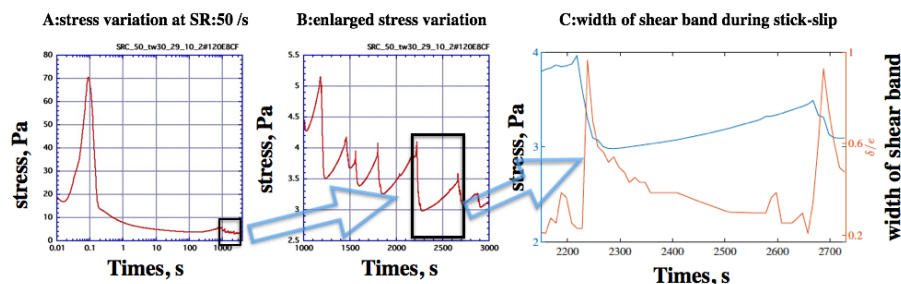 A:stress variation at SR:50 /s
B:enlarged stress variation
C:width of shear band during stick-slip
SRC_50_tw30_29_10_2#120E8CF
80
70
60
50
40
30
20
10
0
0.01 0.1 1 10 100 1000
stress, Pa
Times, s
SRC_50_tw30_29_10_2#120E8CF
5.5
5.0
4.5
4.0
3.5
3.0
2.5
1000 1500 2000 2500 3000
stress, Pa
Times, s
4
3
2
2200 2300 2400 2500 2600 2700
stress, Pa
Times, s
1
0.6
0.2
δ/e
width of shear band